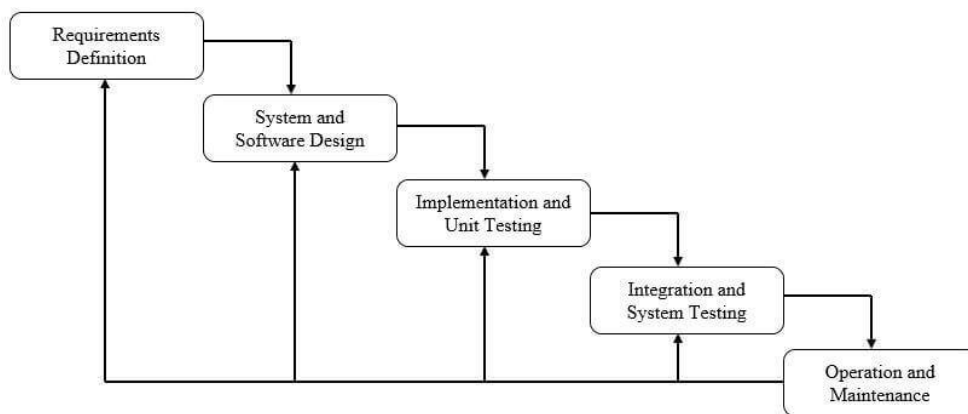 Requirements
Definition
System and
Software Design
Implementation and
Unit Testing
Integration and
System Testing
Operation and
Maintenance